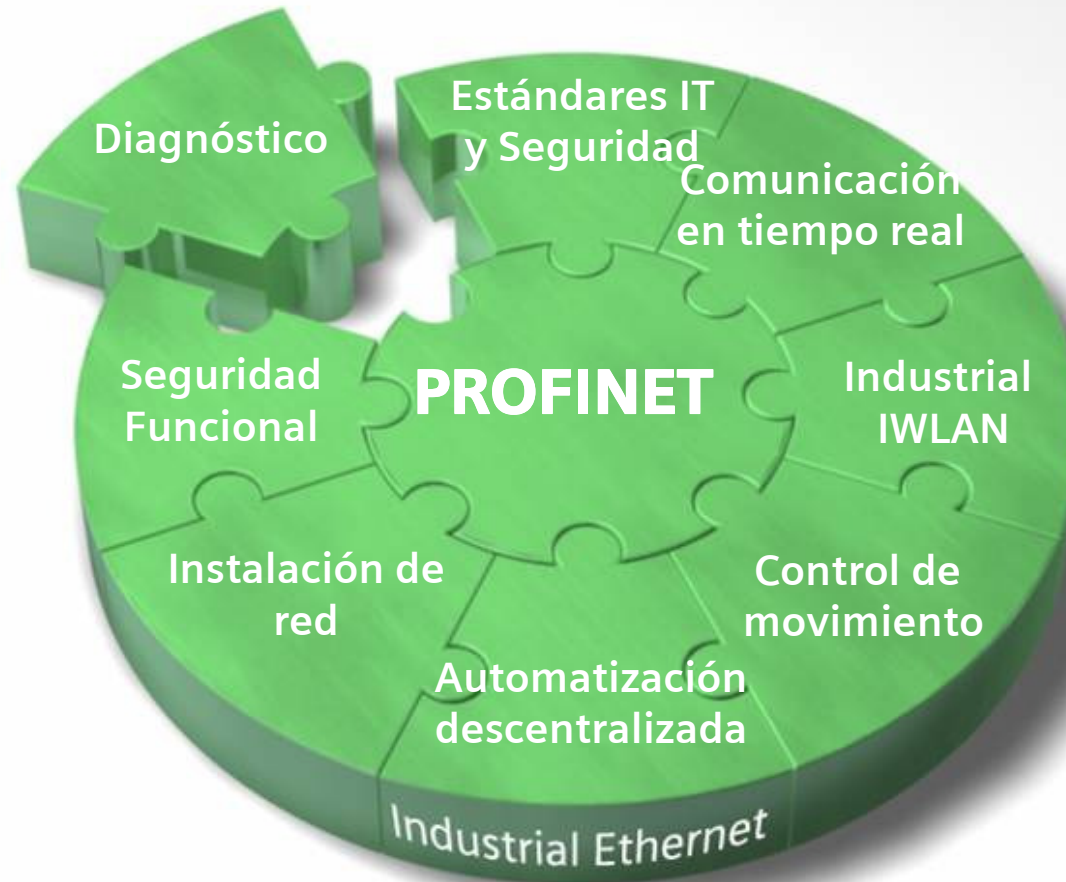 Diagnóstico
Estándares IT
y Seguridad
Comunicación
en tiempo real
Seguridad
Funcional
PROFINET
Industrial
IWLAN
Instalación de
red
Control de
movimiento
Automatización
descentralizada
Industrial Ethernet